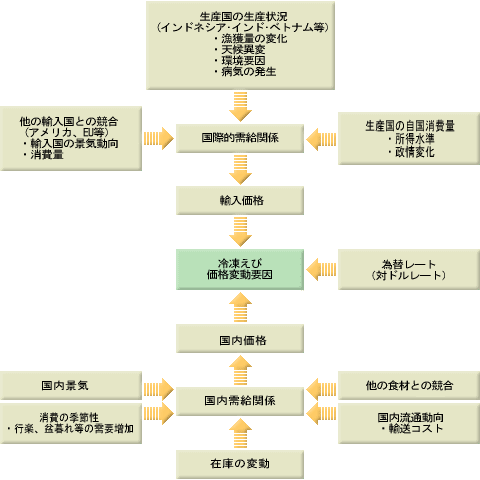 生産国の生産状況
（インドネシア・インド・ベトナム等）
・漁獲量の変化
・天候異変
・環境要因
・病気の発生
他の輸入国との競合
（アメリカ、EU等）
・輸入国の景気動向
・消費量
国際的需給関係
生産国の自国消費量
・所得水準
・政情変化
輸入価格
冷凍えび
価格変動要因
為替レート
（対ドルレート）
国内価格
国内景気
国内需給関係
他の食材との競合
消費の季節性
・行楽、盆暮れ等の需要増加
国内流通動向
・輸送コスト
在庫の変動